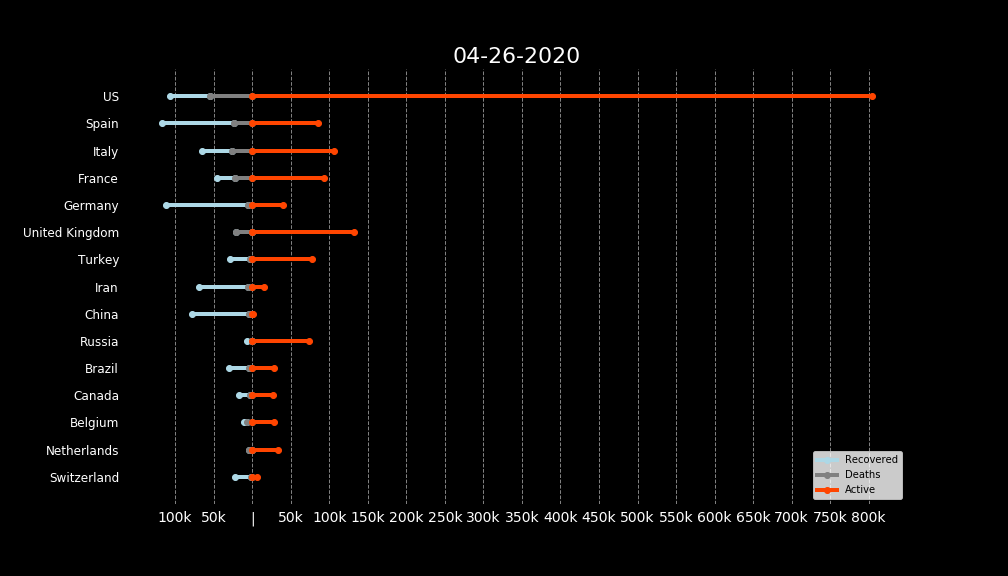 04-26-2020
US
Spain
Italy
France
Germany
United Kingdom
Turkey
Iran
China
Russia
Brazil
Canada
Belgium
Netherlands
Switzerland
Recovered
Deaths
Active
100k 50k | 50k 100k 150k 200k 250k 300k 350k 400k 450k 500k 550k 600k 650k 700k 750k 800k